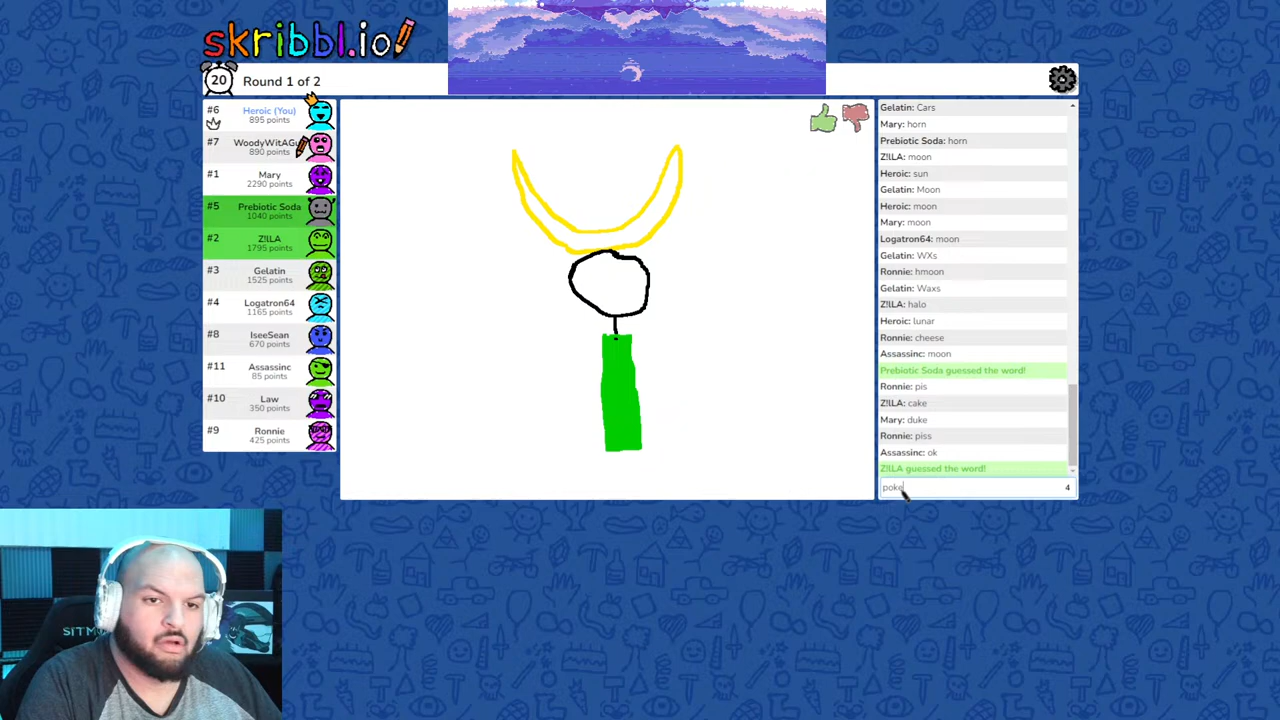 skribbl.io
20
Round 1 of 2
#6
Heroic (You)
895 points
#7
WoodyWitAGu
890 points
#1
Mary
2290 points
#5
Prebiotic Soda
1040 points
#2
Z!lLA
1795 points
#3
Gelatin
1525 points
#4
Logatron64
1165 points
#8
IseeSean
670 points
#11
Assassinc
85 points
#10
Law
350 points
#9
Ronnie
425 points
Gelatin: Cars
Mary: horn
Prebiotic Soda: horn
Z!lLA: moon
Heroic: sun
Gelatin: Moon
Heroic: moon
Mary: moon
Logatron64: moon
Gelatin: WXs
Ronnie: hmoon
Gelatin: Waxs
Z!lLA: halo
Heroic: lunar
Ronnie: cheese
Assassinc: moon
Prebiotic Soda guessed the word!
Ronnie: pis
Z!lLA: cake
Mary: duke
Ronnie: piss
Assassinc: ok
Z!lLA guessed the word!
poke 4